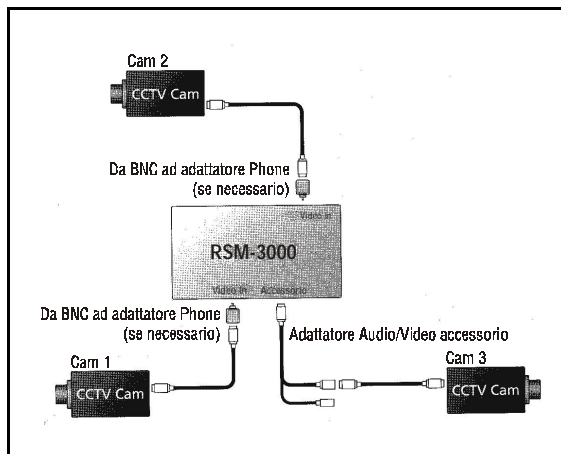 Cam 2
CCTV Cam
Da BNC ad adattatore Phone
(se necessario)
Video In
RSM-3000
Video In Accessorio
Da BNC ad adattatore Phone
(se necessario)
Adattatore Audio/Video accessorio
Cam 1
Cam 3
CCTV Cam
CCTV Cam